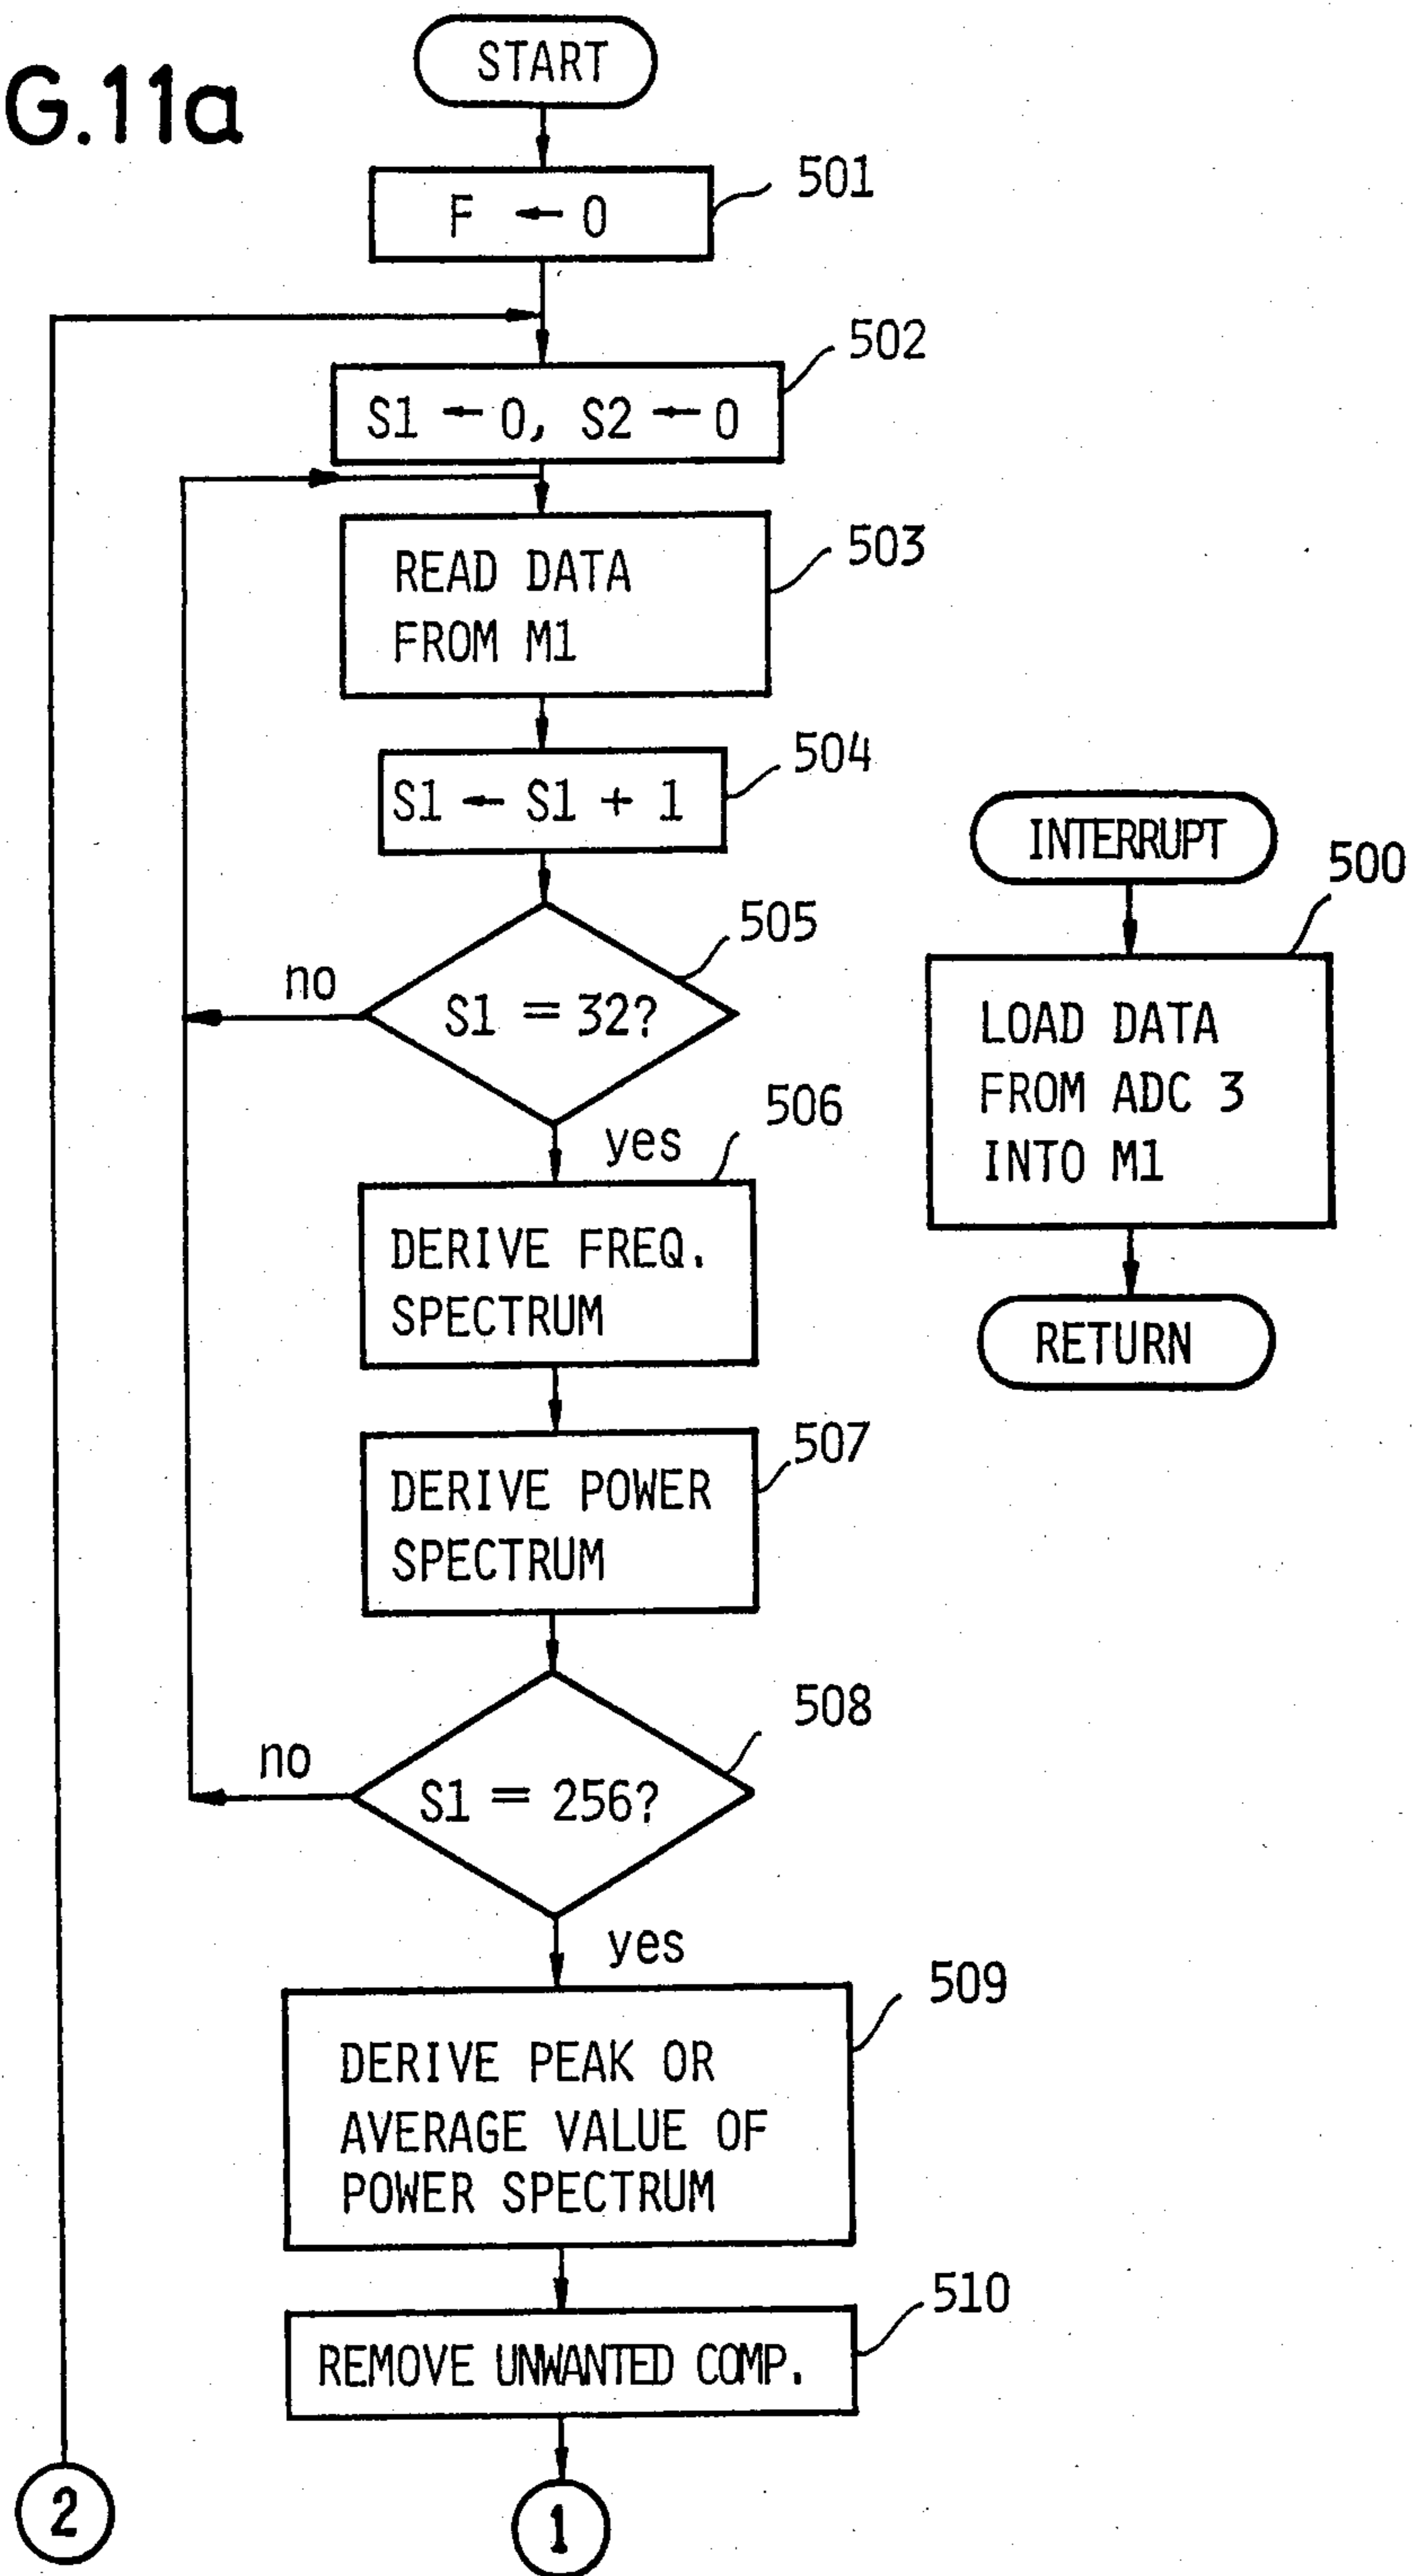 G.11a
START
501
F ← 0
502
S1 ← 0, S2 ← 0
503
READ DATA
FROM M1
504
S1 ← S1 + 1
505
no
S1 = 32?
yes
506
DERIVE FREQ.
SPECTRUM
507
DERIVE POWER
SPECTRUM
508
no
S1 = 256?
yes
509
DERIVE PEAK OR
AVERAGE VALUE OF
POWER SPECTRUM
510
REMOVE UNWANTED COMP.
2
1
INTERRUPT
500
LOAD DATA
FROM ADC 3
INTO M1
RETURN